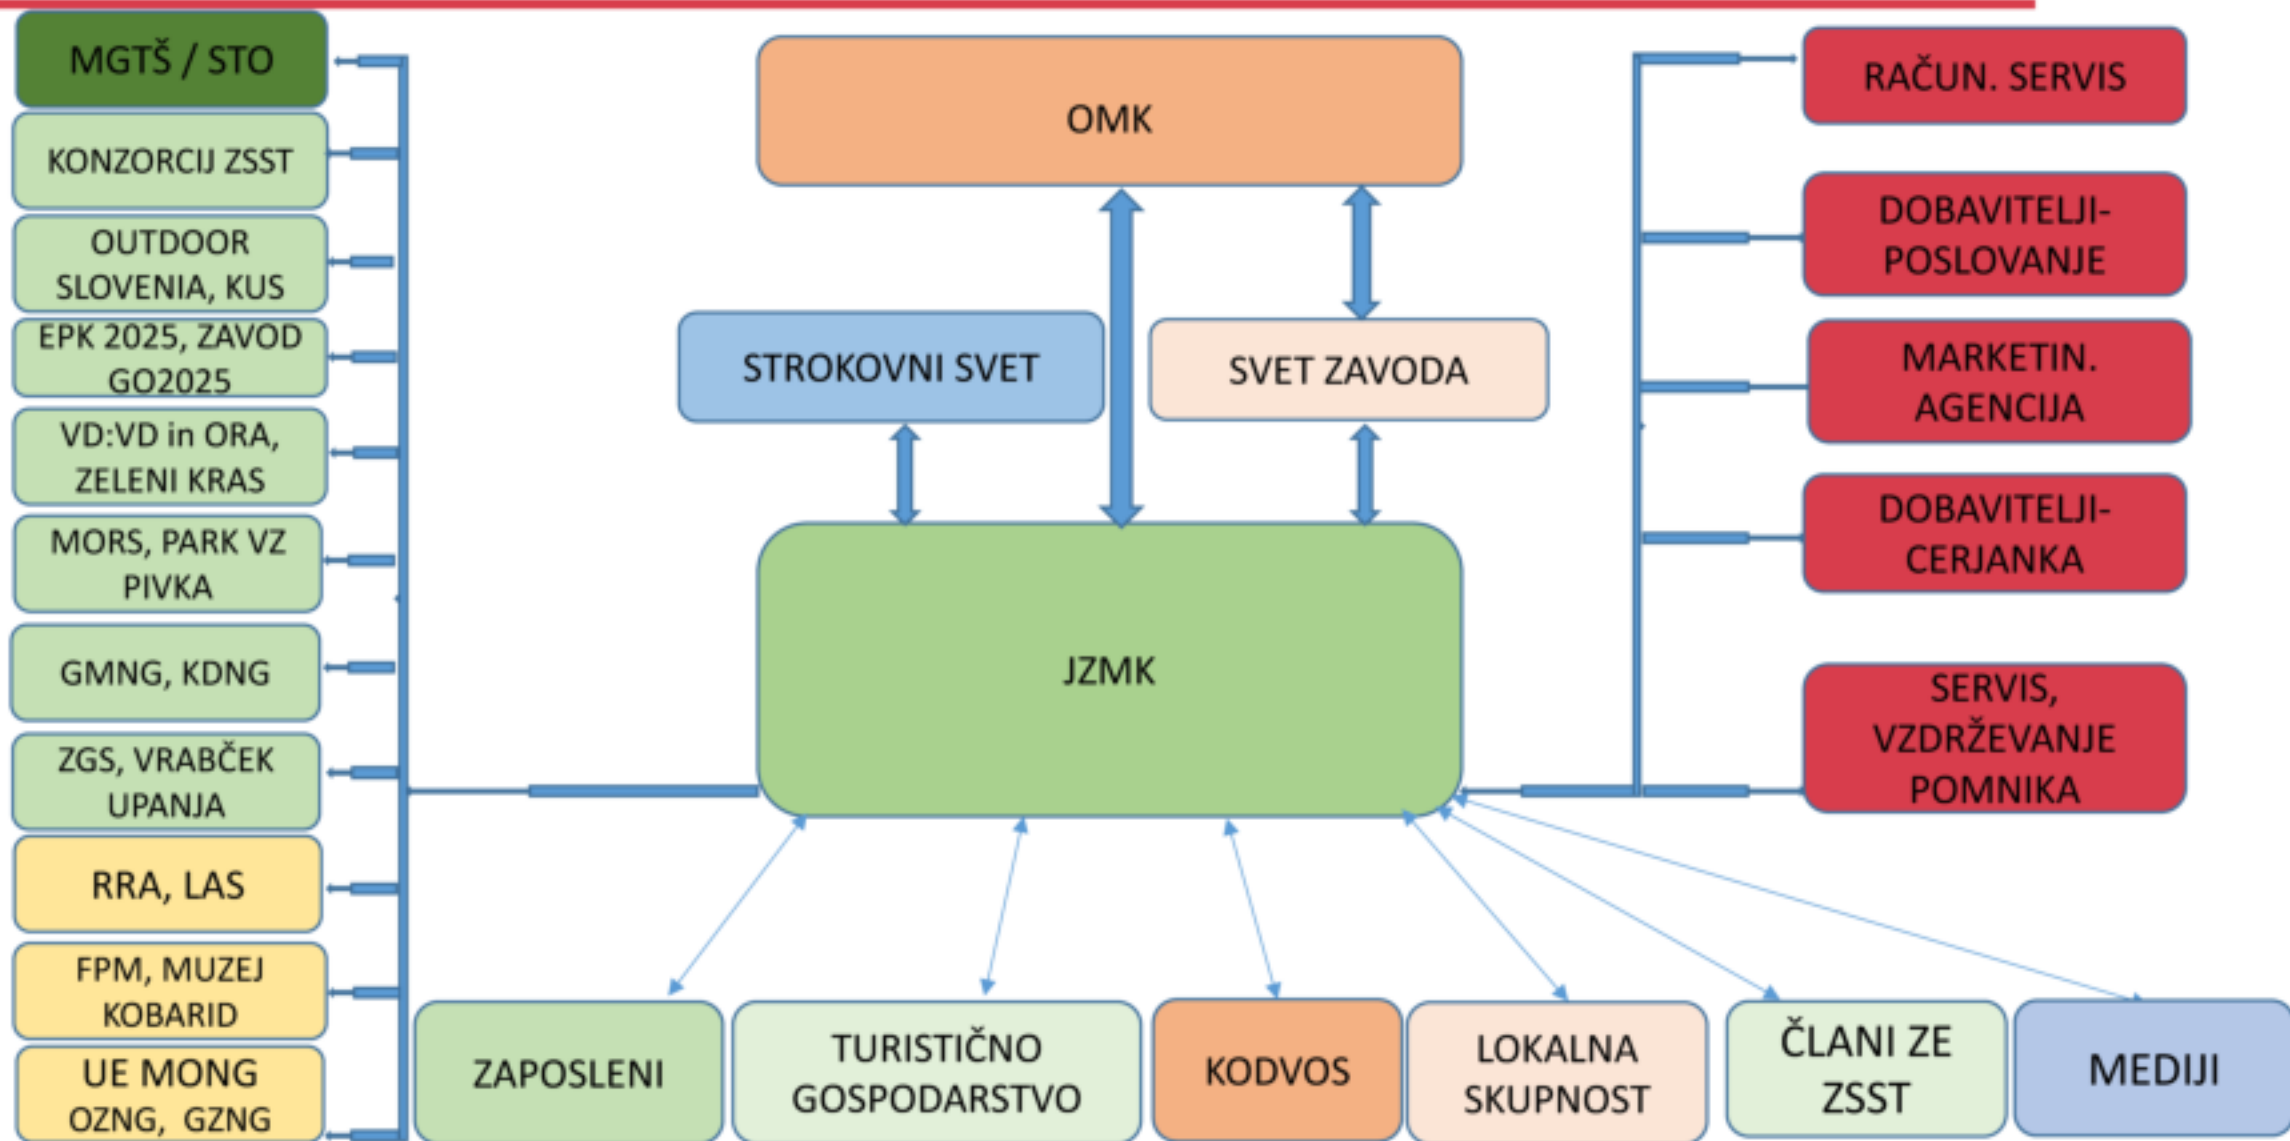 MGTŠ / STO
KONZORCIJ ZSST
OUTDOOR
SLOVENIA, KUS
EPK 2025, ZAVOD
GO2025
VD:VD in ORA,
ZELENI KRAS
MORS, PARK VZ
PIVKA
GMNG, KDNG
ZGS, VRABČEK
UPANJA
RRA, LAS
FPM, MUZEJ
KOBARID
UE MONG
OZNG, GZNG
OMK
STROKOVNI SVET
SVET ZAVODA
JZMK
RAČUN. SERVIS
DOBAVITELJI-
POSLOVANJE
MARKETIN.
AGENCIJA
DOBAVITELJI-
CERJANKA
SERVIS,
VZDRŽEVANJE
POMNIKA
ZAPOSLENI
TURISTIČNO
GOSPODARSTVO
KODVOS
LOKALNA
SKUPNOST
ČLANI ZE
ZSST
MEDIJI